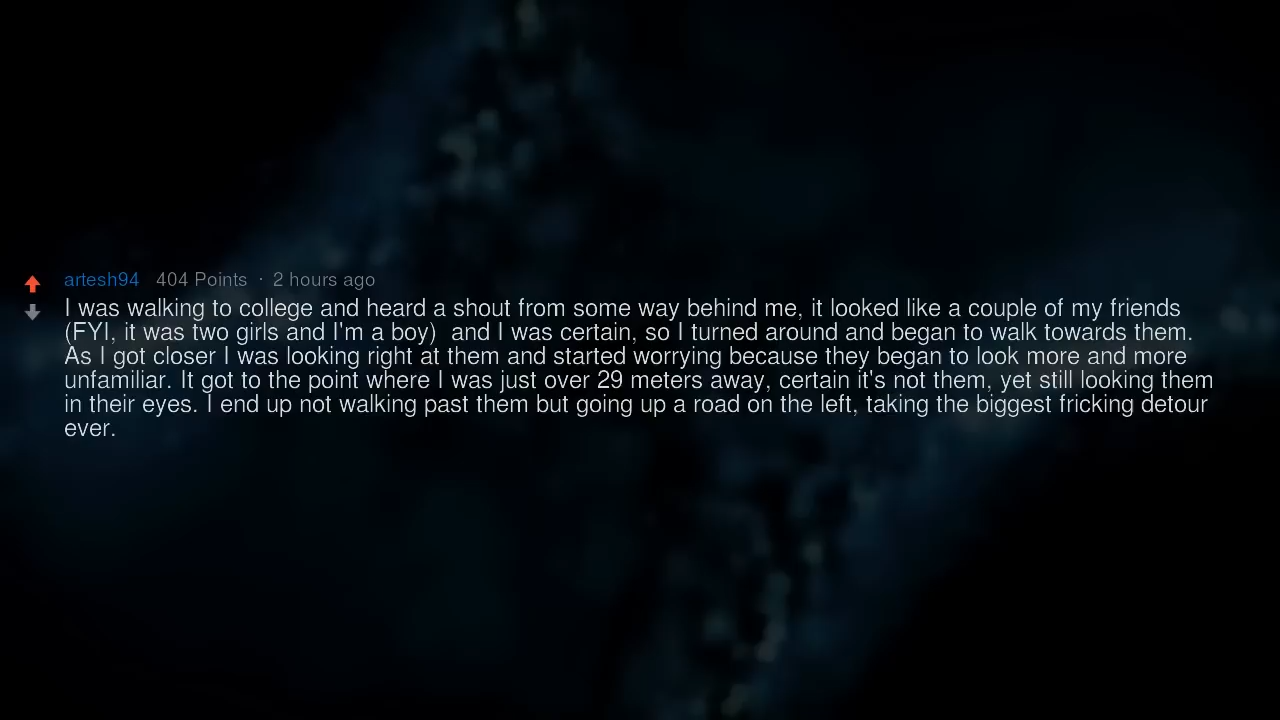 artesh94 404 Points · 2 hours ago
I was walking to college and heard a shout from some way behind me, it looked like a couple of my friends
(FYI, it was two girls and I'm a boy)  and I was certain, so I turned around and began to walk towards them.
As I got closer I was looking right at them and started worrying because they began to look more and more
unfamiliar. It got to the point where I was just over 29 meters away, certain it's not them, yet still looking them
in their eyes. I end up not walking past them but going up a road on the left, taking the biggest fricking detour
ever.